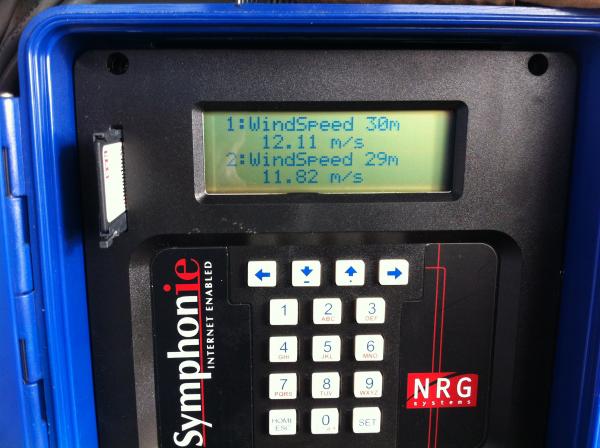 1:WindSpeed 30m
12.11 m/s
2:WindSpeed 29m
11.82 m/s
Symphonie
INTERNET ENABLED
1
2
ABC
3
DEF
4
GHI
5
JKL
6
MNO
7
PQRS
8
TUV
9
WXYZ
HOME
ESC
0
SET
NRG
systems